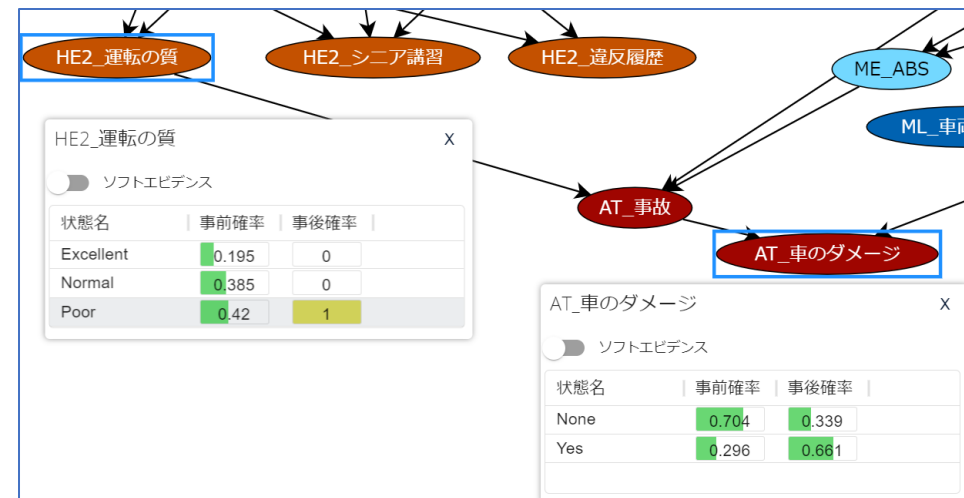 HE2_運転の質
HE2_シニア講習
HE2_違反履歴
ME_ABS
HE2_運転の質 X
ソフトエビデンス
状態名 事前確率 事後確率
Excellent 0.195 0
Normal 0.385 0
Poor 0.42 1
AT_事故
AT_車のダメージ
AT_車のダメージ X
ソフトエビデンス
状態名 事前確率 事後確率
None 0.704 0.339
Yes 0.296 0.661
ML_車両